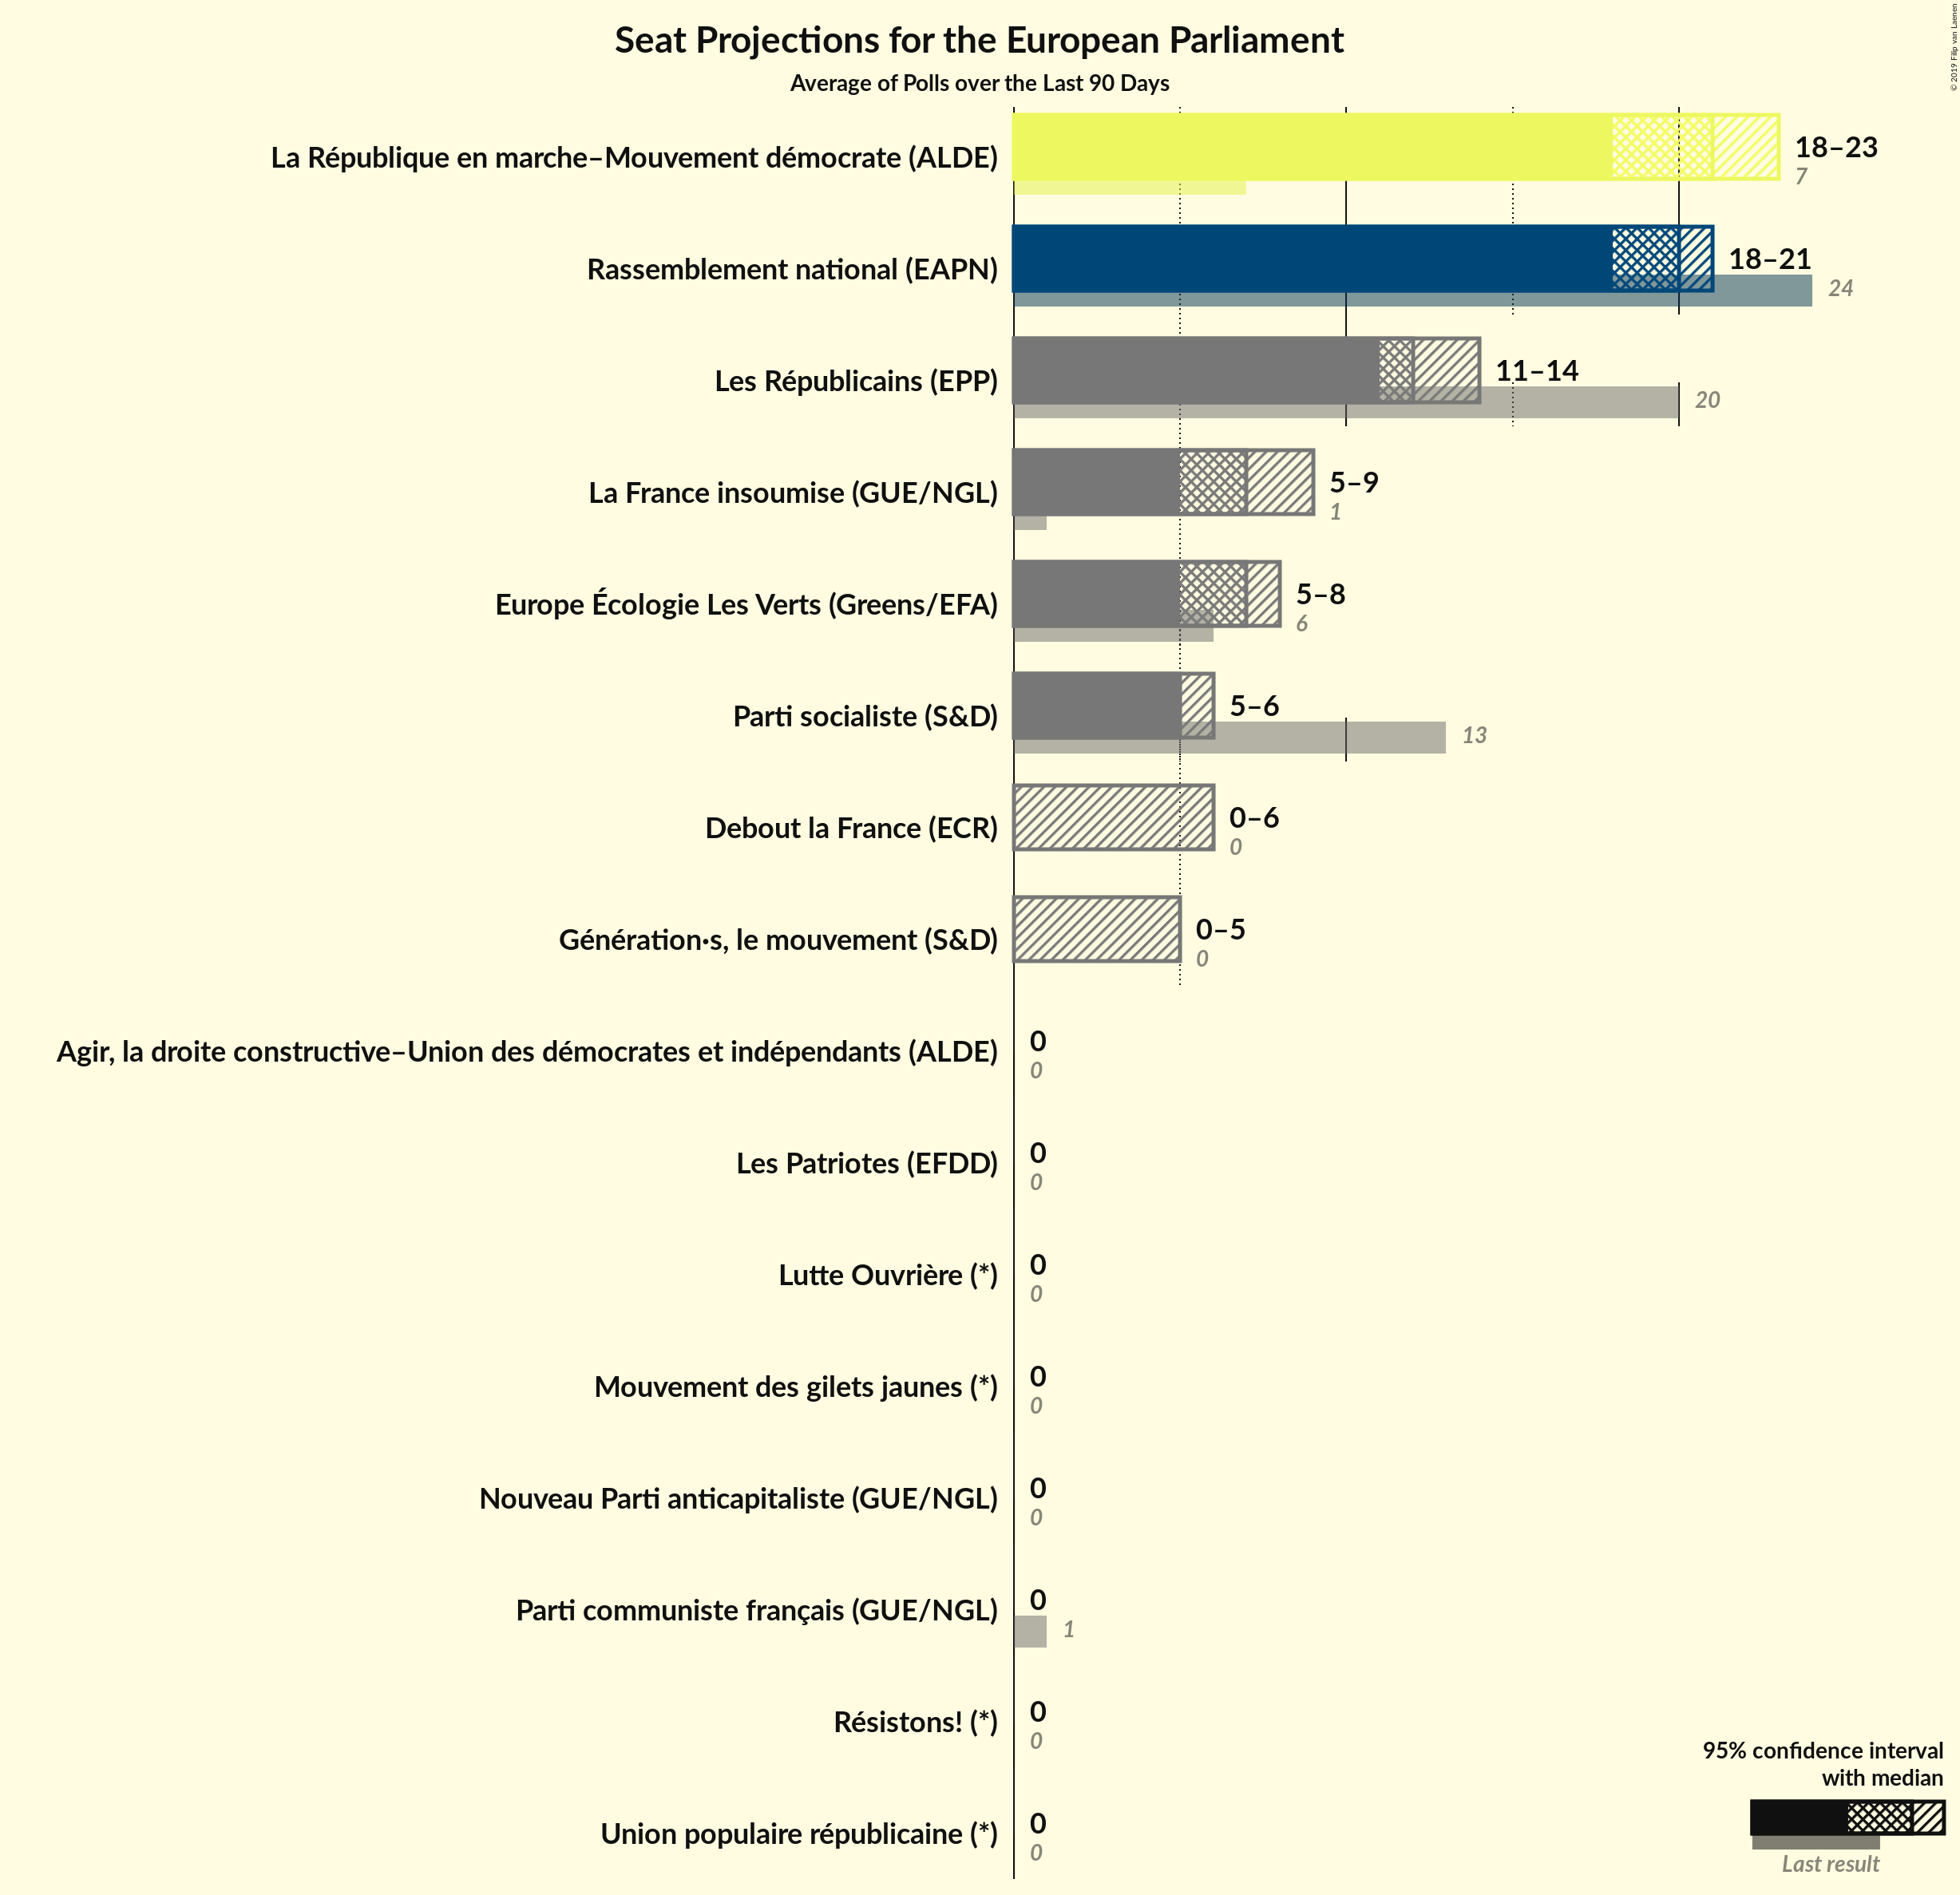 Seat Projections for the European Parliament
Average of Polls over the Last 90 Days
© 2019 Filip van Laenen
La République en marche–Mouvement démocrate (ALDE)
18–23
7
Rassemblement national (EAPN)
18–21
24
Les Républicains (EPP)
11–14
20
La France insoumise (GUE/NGL)
5–9
1
Europe Écologie Les Verts (Greens/EFA)
5–8
6
Parti socialiste (S&D)
5–6
13
Debout la France (ECR)
0–6
0
Génération·s, le mouvement (S&D)
0–5
0
Agir, la droite constructive–Union des démocrates et indépendants (ALDE)
0
0
Les Patriotes (EFDD)
0
0
Lutte Ouvrière (*)
0
0
Mouvement des gilets jaunes (*)
0
0
Nouveau Parti anticapitaliste (GUE/NGL)
0
0
Parti communiste français (GUE/NGL)
0
1
Résistons! (*)
0
0
Union populaire républicaine (*)
0
0
95% confidence interval
with median
Last result